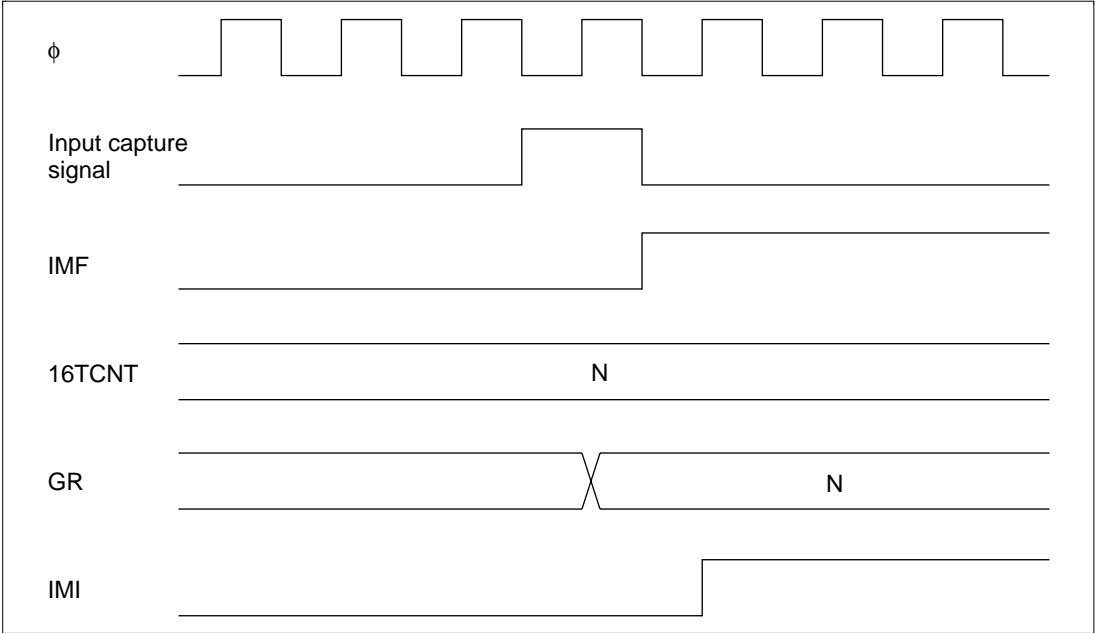 ϕ
Input capture
signal
IMF
16TCNT
N
GR
N
IMI